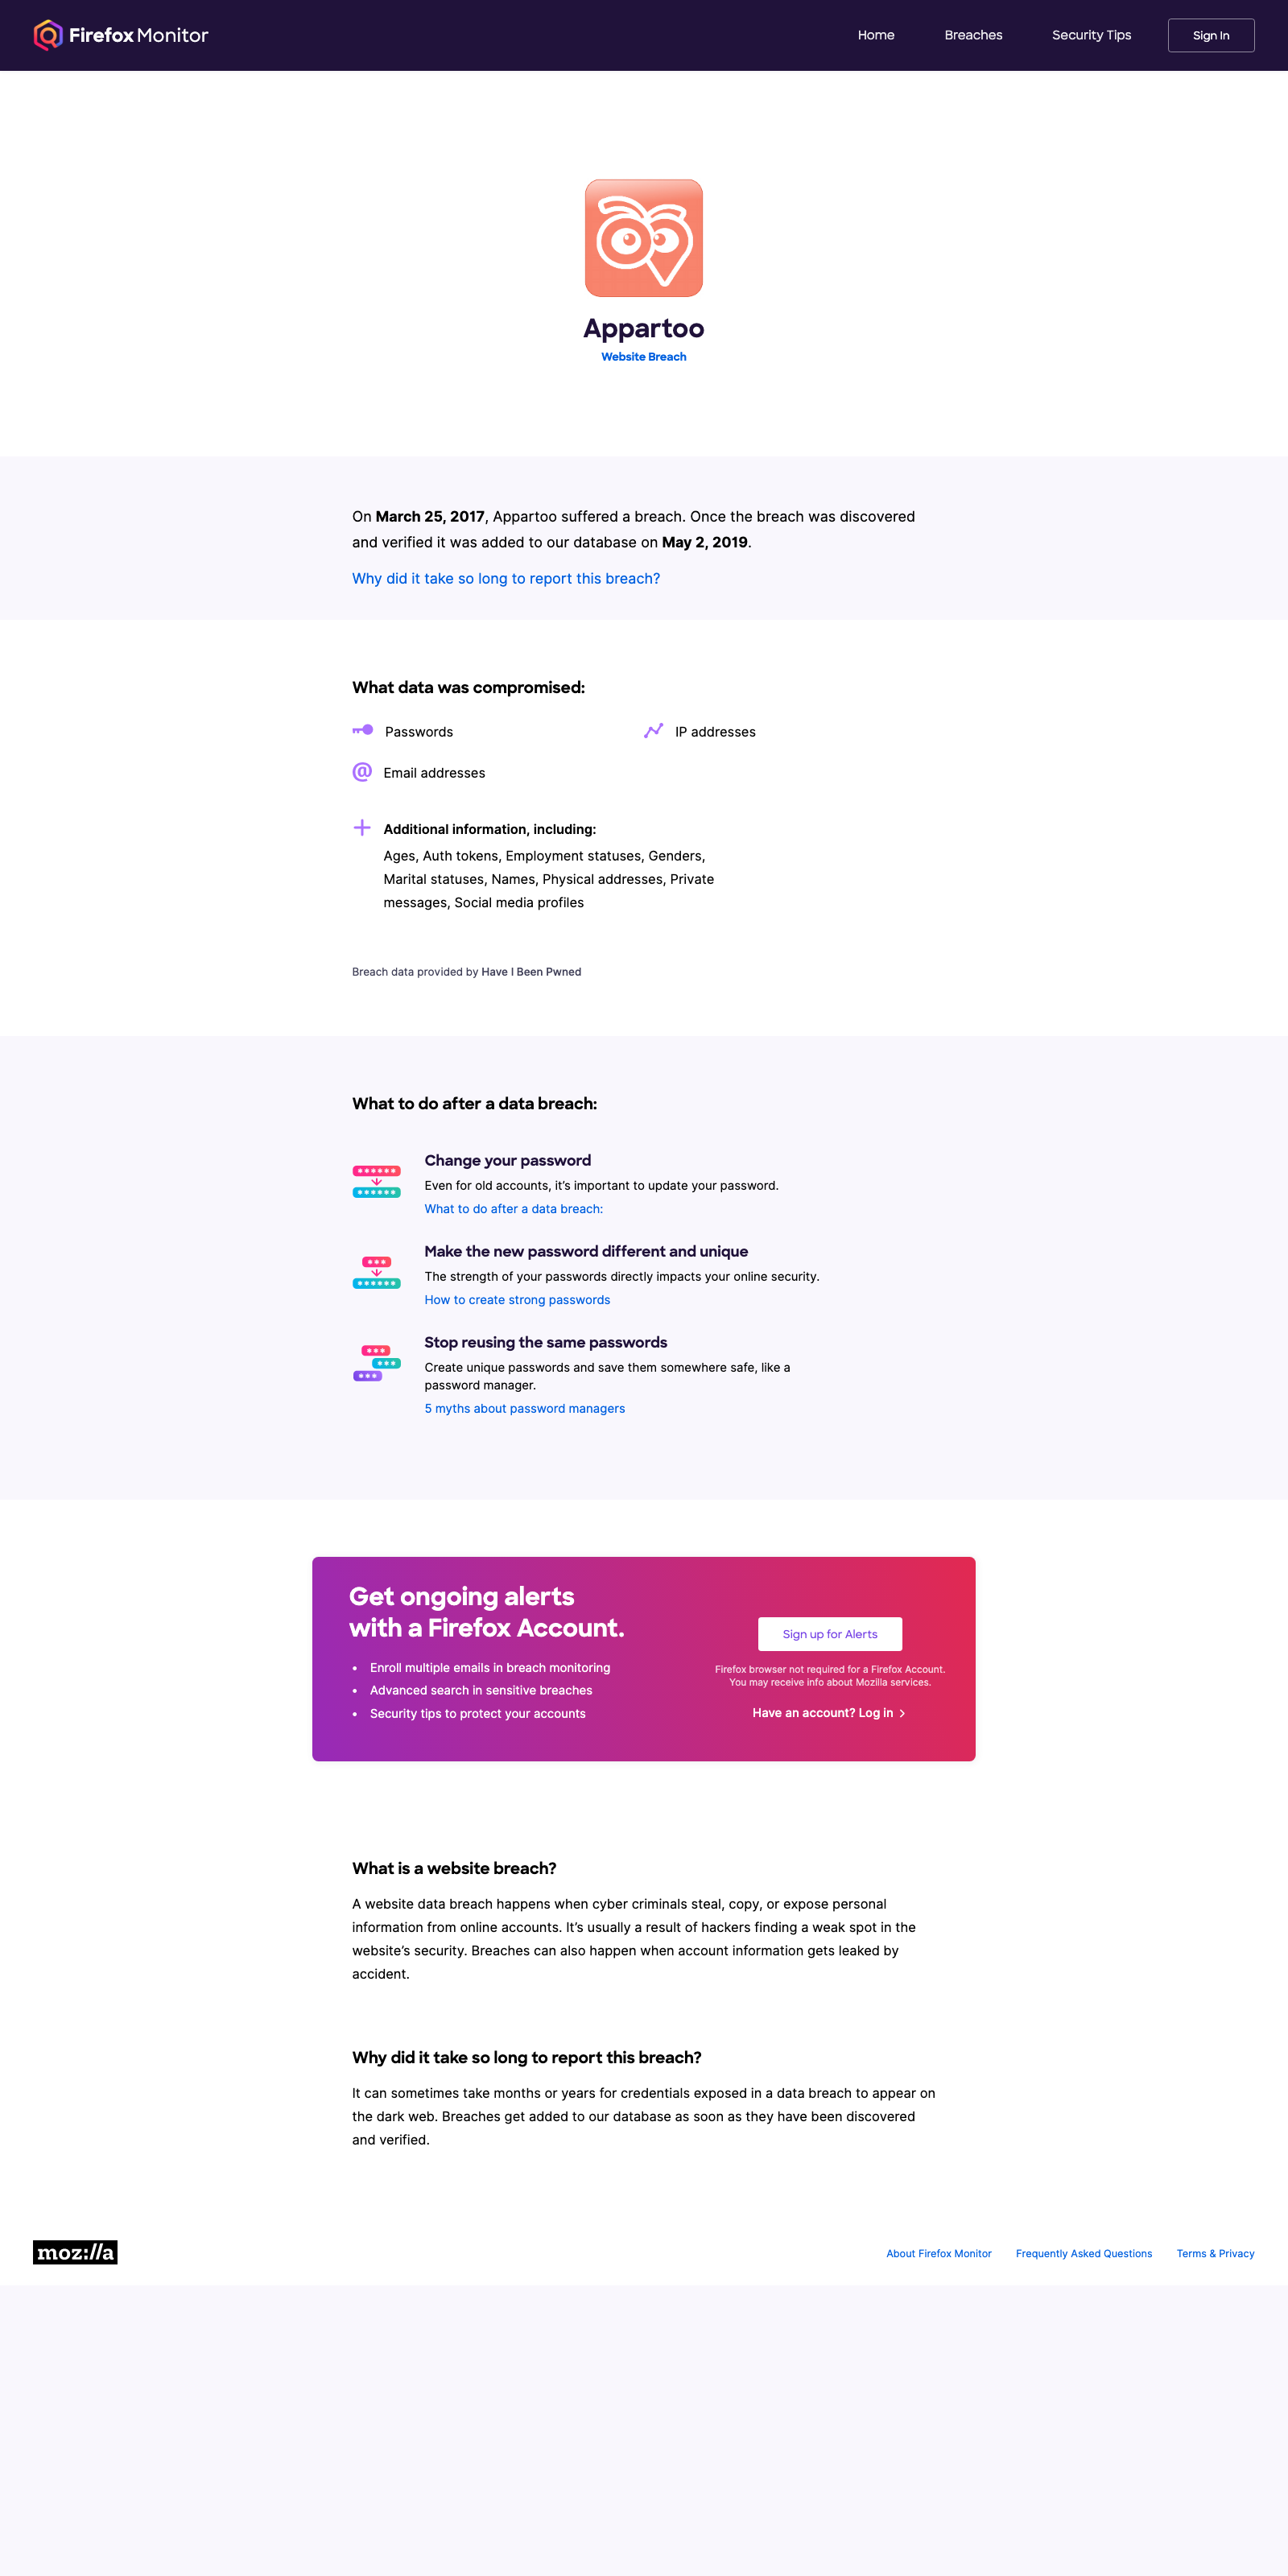 Firefox Monitor
Home
Breaches
Security Tips
Sign In
Appartoo
Website Breach
On March 25, 2017, Appartoo suffered a breach. Once the breach was discovered
and verified it was added to our database on May 2, 2019.
Why did it take so long to report this breach?
What data was compromised:
Passwords
IP addresses
@ Email addresses
Additional information, including:
Ages, Auth tokens, Employment statuses, Genders,
Marital statuses, Names, Physical addresses, Private
messages, Social media profiles
Breach data provided by Have I Been Pwned
What to do after a data breach:
Change your password
Even for old accounts, it’s important to update your password.
What to do after a data breach:
Make the new password different and unique
The strength of your passwords directly impacts your online security.
How to create strong passwords
Stop reusing the same passwords
Create unique passwords and save them somewhere safe, like a
password manager.
5 myths about password managers
Get ongoing alerts
with a Firefox Account.
• Enroll multiple emails in breach monitoring
• Advanced search in sensitive breaches
• Security tips to protect your accounts
Sign up for Alerts
Firefox browser not required for a Firefox Account.
You may receive info about Mozilla services.
Have an account? Log in
What is a website breach?
A website data breach happens when cyber criminals steal, copy, or expose personal
information from online accounts. It’s usually a result of hackers finding a weak spot in the
website’s security. Breaches can also happen when account information gets leaked by
accident.
Why did it take so long to report this breach?
It can sometimes take months or years for credentials exposed in a data breach to appear on
the dark web. Breaches get added to our database as soon as they have been discovered
and verified.
moz://a
About Firefox Monitor
Frequently Asked Questions
Terms & Privacy